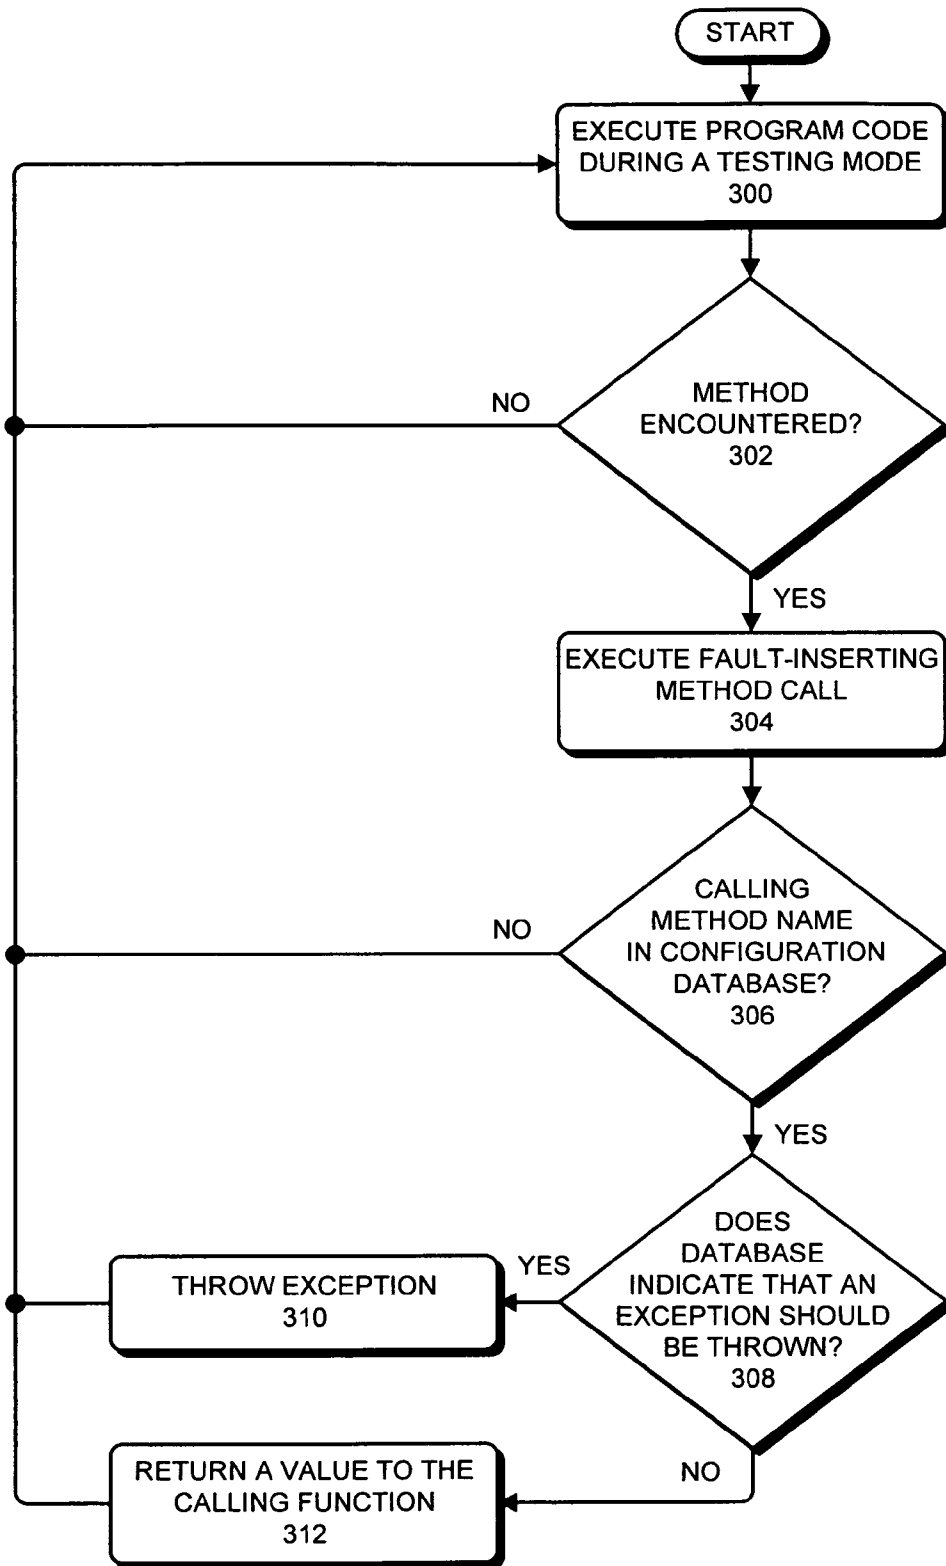 START
EXECUTE PROGRAM CODE
DURING A TESTING MODE
300
METHOD
ENCOUNTERED?
302
NO
YES
EXECUTE FAULT-INSERTING
METHOD CALL
304
CALLING
METHOD NAME
IN CONFIGURATION
DATABASE?
306
NO
YES
DOES
DATABASE
INDICATE THAT AN
EXCEPTION SHOULD
BE THROWN?
308
YES
THROW EXCEPTION
310
NO
RETURN A VALUE TO THE
CALLING FUNCTION
312